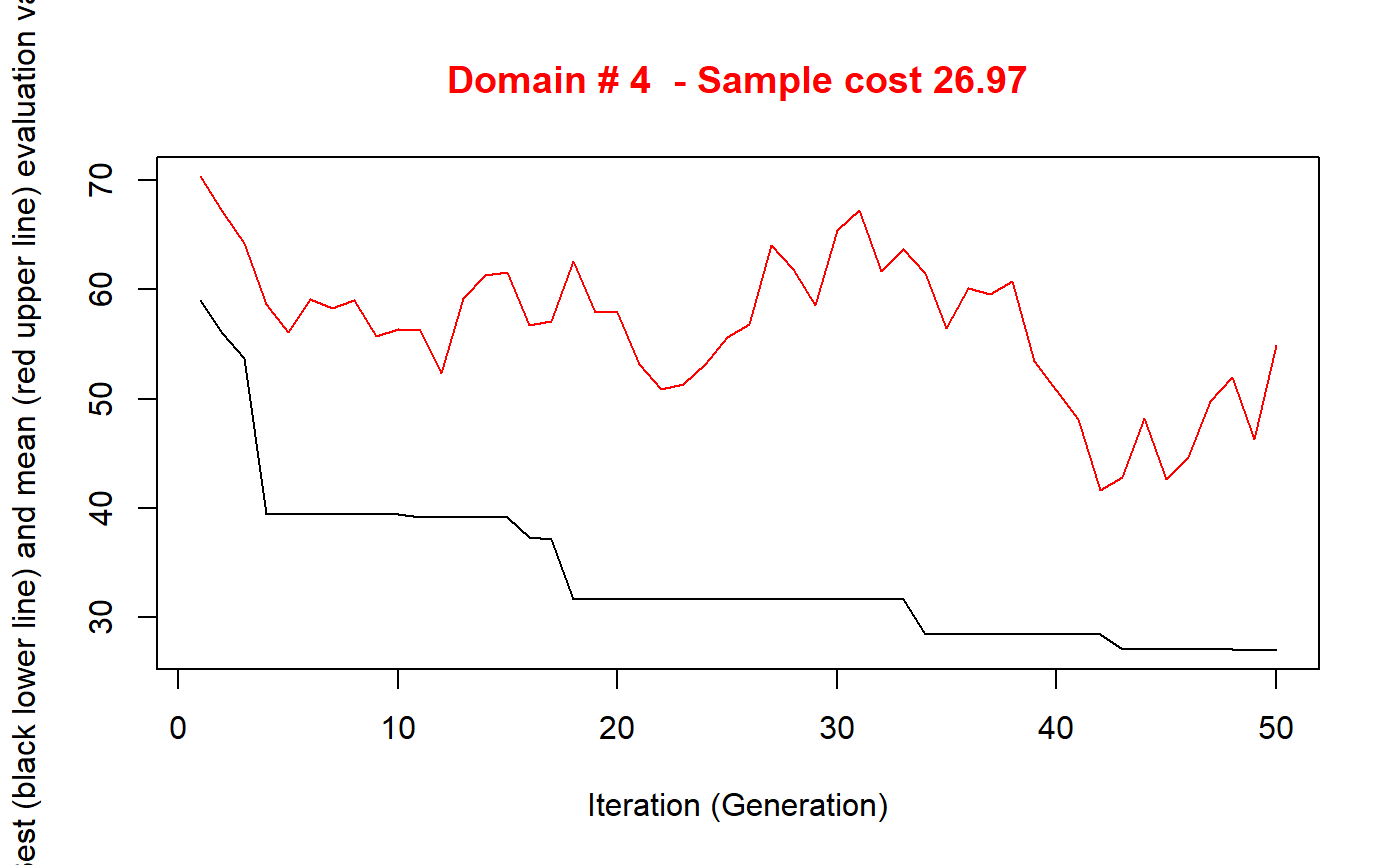 Domain # 4  - Sample cost 26.97
(black lower line) and mean (red upper line) evaluation
70
60
50
40
30
0 10 20 30 40 50
Iteration (Generation)